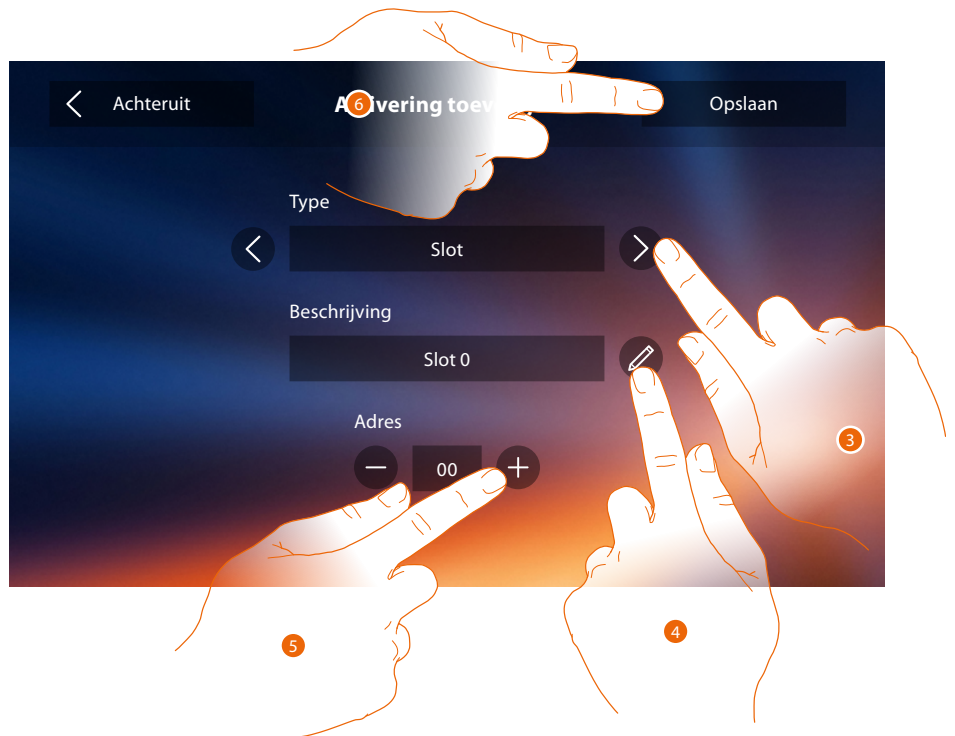 Achteruit
6
Opslaan
Type
Slot
Beschrijving
Slot 0
3
Adres
00
4
5